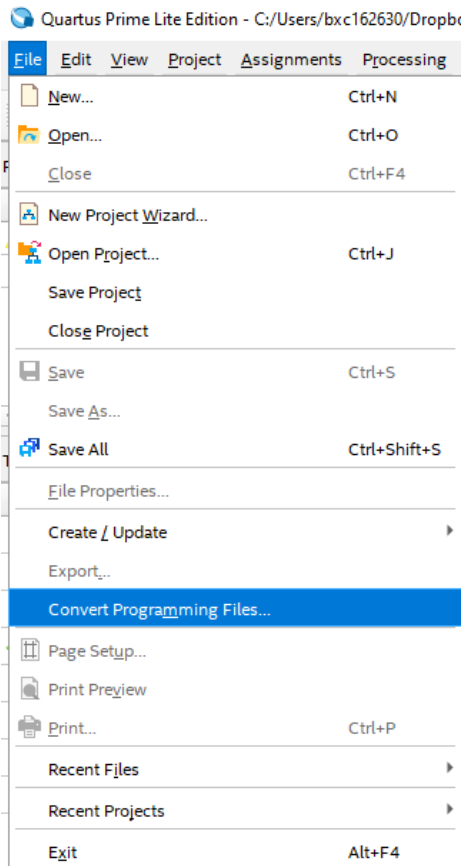 Quartus Prime Lite Edition - C:/Users/bxc162630/Dropbo
File Edit View Project Assignments Processing
New... Ctrl+N
Open... Ctrl+O
Close Ctrl+F4
New Project Wizard...
Open Project... Ctrl+J
Save Project
Close Project
Save Ctrl+S
Save As...
Save All Ctrl+Shift+S
File Properties...
Create / Update
Export...
Convert Programming Files...
Page Setup...
Print Preview
Print... Ctrl+P
Recent Files
Recent Projects
Exit Alt+F4